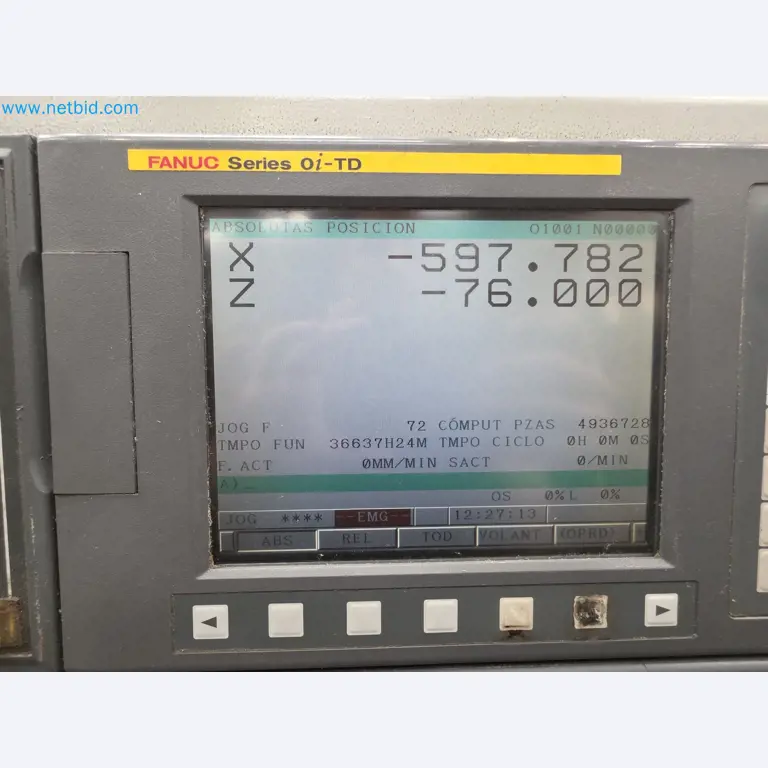 www.netbid.com
FANUC Series 0i-TD
ABSOLUTAS POSICION O1001 N00000
X -597.782
Z -76.000
JOG F 72 CÓMPUT PZAS 4936728
TMPO FUN 36637H24M TMPO CICLO 0H 0M 0S
F. ACT 0MM/MIN SACT 0/MIN
A)_
OS 0% L 0%
JOG **** --EMG-- 12:27:13
ABS REL TOD VOLANT (OPRD)